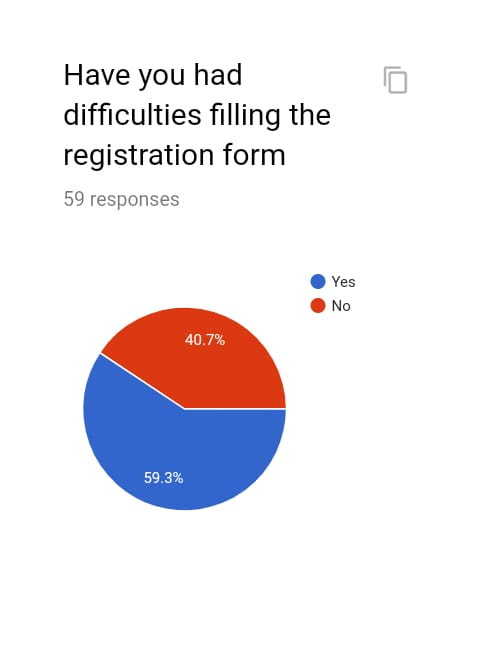 Have you had
difficulties filling the
registration form
59 responses
Yes
No
40.7%
59.3%